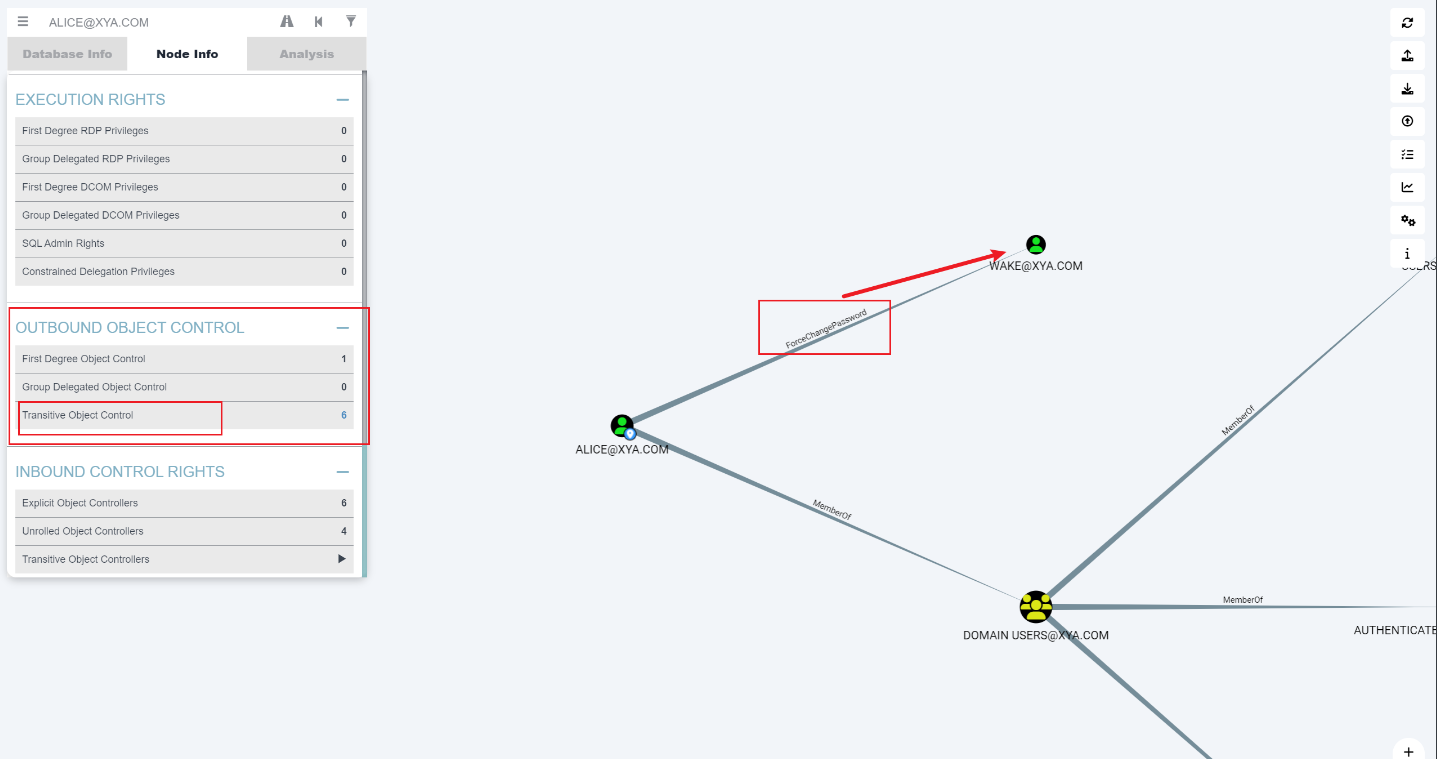 ALICE@XYA.COM
Database Info
Node Info
Analysis
EXECUTION RIGHTS
First Degree RDP Privileges 0
Group Delegated RDP Privileges 0
First Degree DCOM Privileges 0
Group Delegated DCOM Privileges 0
SQL Admin Rights 0
Constrained Delegation Privileges 0
OUTBOUND OBJECT CONTROL
First Degree Object Control 1
Group Delegated Object Control 0
Transitive Object Control 6
INBOUND CONTROL RIGHTS
Explicit Object Controllers 6
Unrolled Object Controllers 4
Transitive Object Controllers
WAKE@XYA.COM
ForceChangePassword
ALICE@XYA.COM
MemberOf
DOMAIN USERS@XYA.COM
MemberOf
MemberOf
AUTHENTICATE